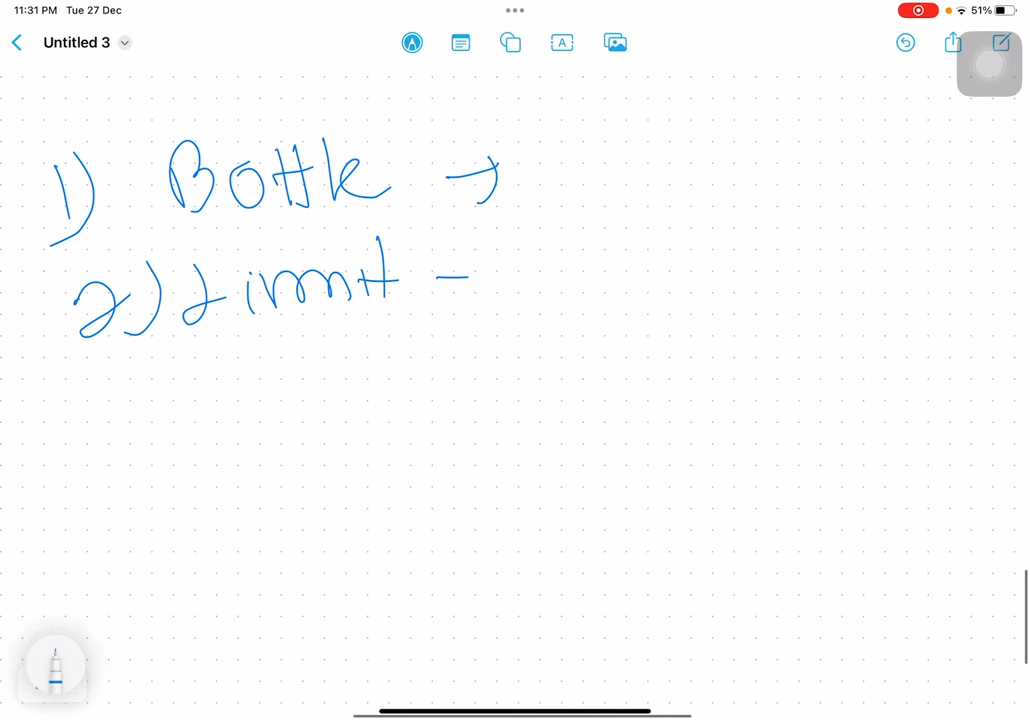 11:31 PM Tue 27 Dec
51%
Untitled 3
A
1) Bottle →
2)